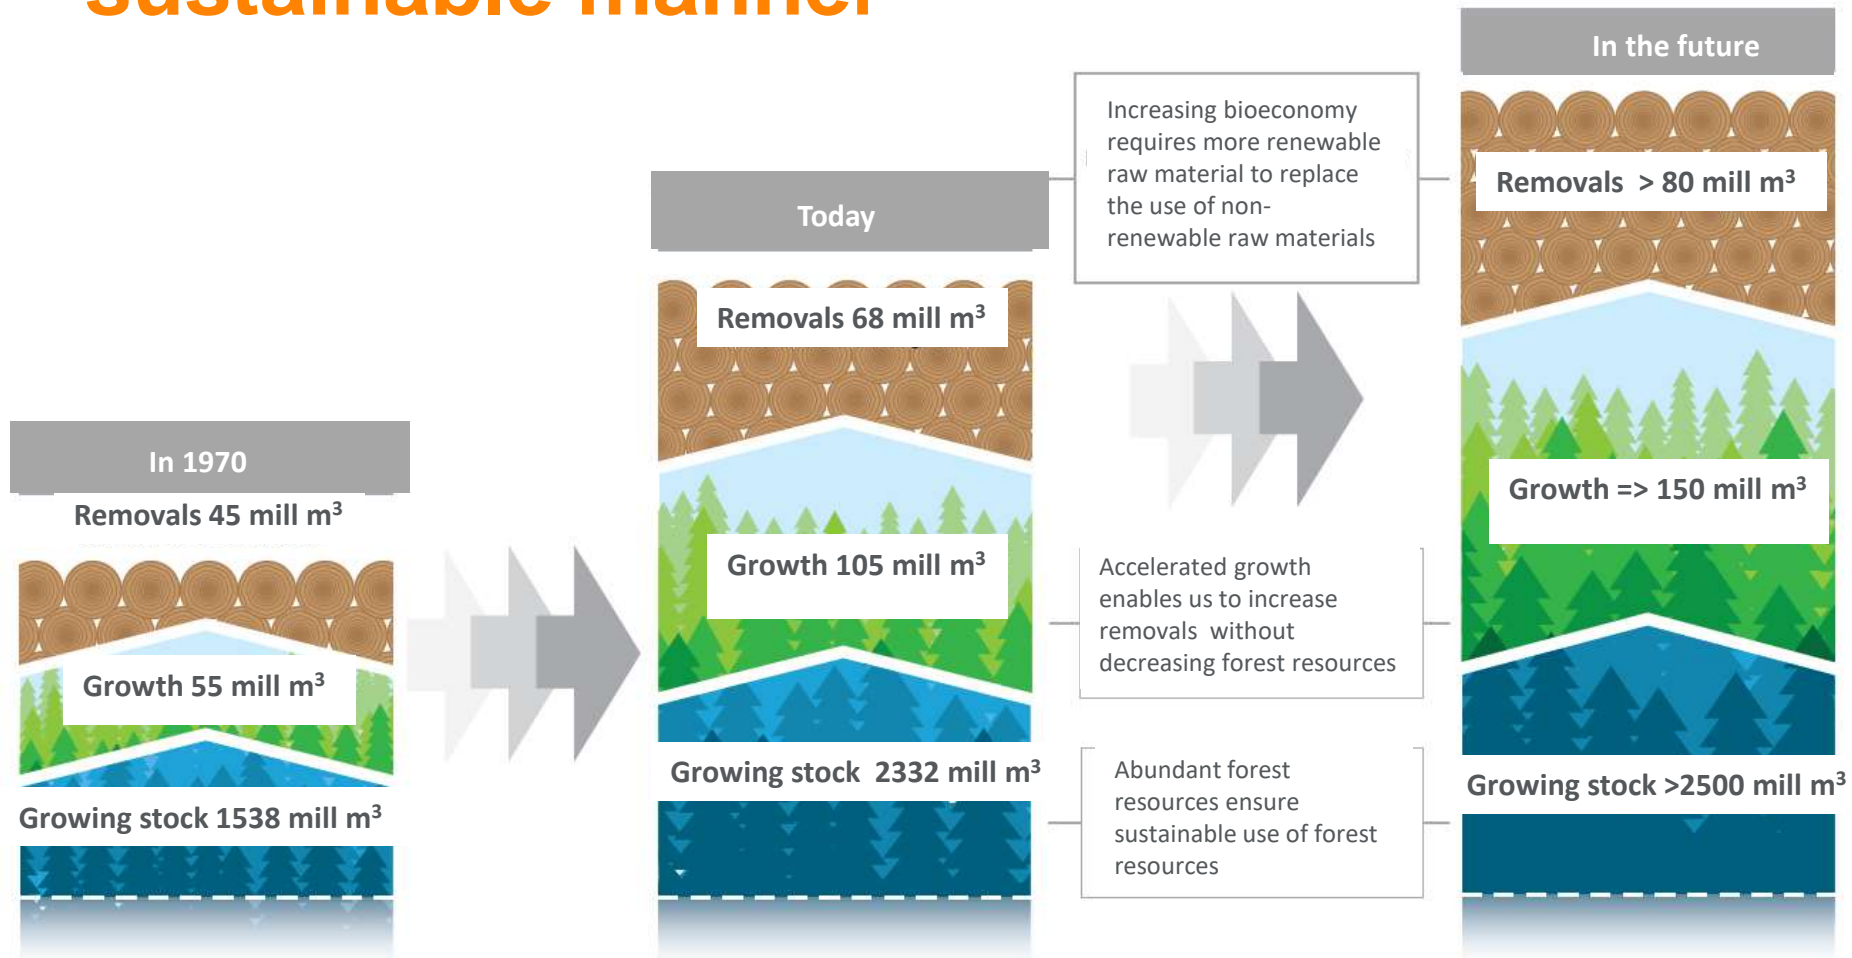 sustainable manner
In 1970
Removals 45 mill m³
Growth 55 mill m³
Growing stock 1538 mill m³
Today
Removals 68 mill m³
Growth 105 mill m³
Growing stock 2332 mill m³
Increasing bioeconomy
requires more renewable
raw material to replace
the use of non-
renewable raw materials
Accelerated growth
enables us to increase
removals without
decreasing forest resources
Abundant forest
resources ensure
sustainable use of forest
resources
In the future
Removals > 80 mill m³
Growth => 150 mill m³
Growing stock >2500 mill m³